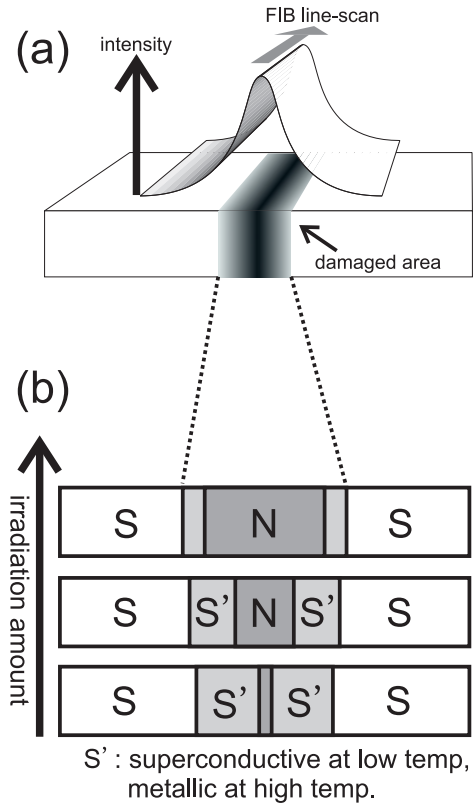 FIB line-scan
(a)
intensity
damaged area
(b)
irradiation amount
S N S
S S' N S' S
S S' S' S
S' : superconductive at low temp,
metallic at high temp.